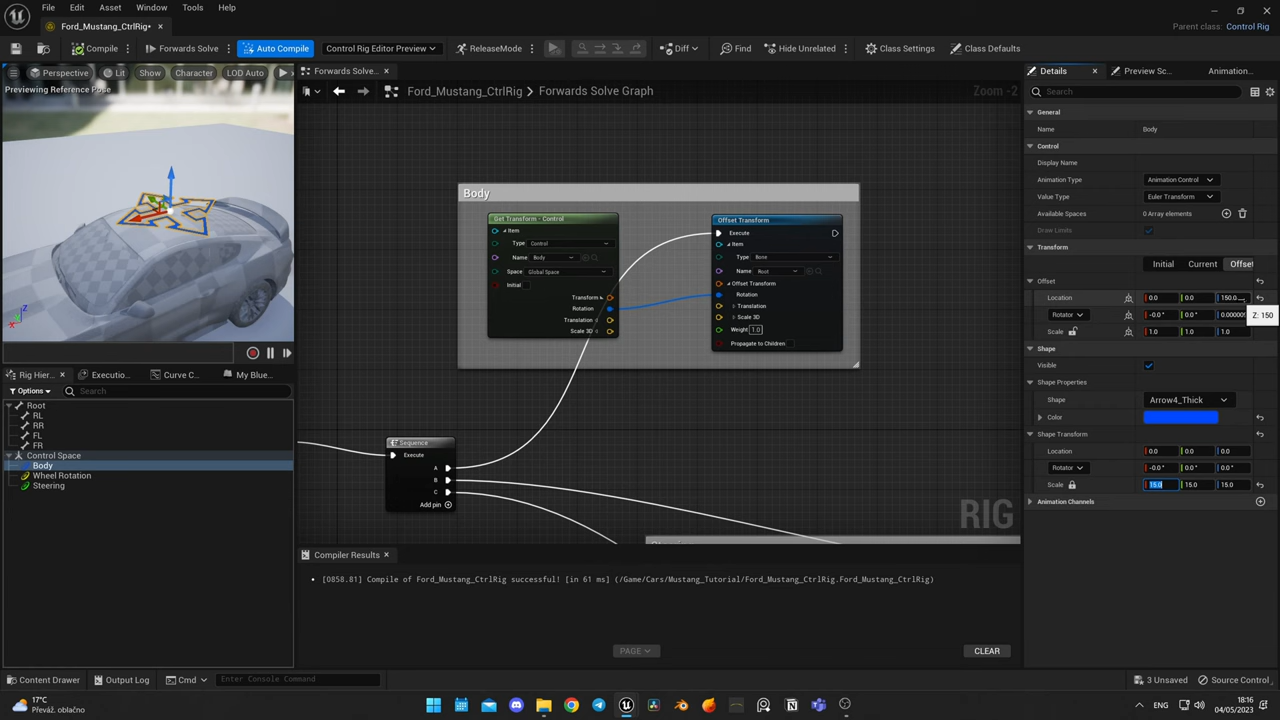 File Edit Asset Window Tools Help
Ford_Mustang_CtrlRig•
Parent class: Control Rig
Compile Forwards Solve Auto Compile Control Rig Editor Preview ReleaseMode Diff Find Hide Unrelated Class Settings Class Defaults
Perspective Lit Show Character LOD Auto
Previewing Reference Pose
Z
X
Forwards Solve...
Ford_Mustang_CtrlRig > Forwards Solve Graph
Zoom -2
Body
Get Transform - Control
Item
Type Control
Name Body
Space Global Space
Initial
Transform
Rotation
Translation
Scale 3D
Offset Transform
Execute
Item
Type Bone
Name Root
Offset Transform
Rotation
Translation
Scale 3D
Weight 1.0
Propagate to Children
Sequence
Execute
A
B
C
Add pin
RIG
Rig Hier... Executio... Curve C... My Blue...
Options Search
Root
RL
RR
FL
FR
Control Space
Body
Wheel Rotation
Steering
Compiler Results
[0858.81] Compile of Ford_Mustang_CtrlRig successful! [in 61 ms] (/Game/Cars/Mustang_Tutorial/Ford_Mustang_CtrlRig.Ford_Mustang_CtrlRig)
PAGE
CLEAR
Details Preview Sc... Animation...
Search
General
Name Body
Control
Display Name
Animation Type Animation Control
Value Type Euler Transform
Available Spaces 0 Array elements
Draw Limits
Transform
Initial Current Offset
Offset
Location 0.0 0.0 150.0
Z: 150
Rotator -0.0 ° 0.0 ° 0.000009
Scale 1.0 1.0 1.0
Shape
Visible
Shape Properties
Shape Arrow4_Thick
Color
Shape Transform
Location 0.0 0.0 0.0
Rotator -0.0 ° 0.0 ° 0.0 °
Scale 15.0 15.0 15.0
Animation Channels
Content Drawer Output Log Cmd Enter Console Command
3 Unsaved Source Control
17°C
Převáž. oblačno
ENG
18:16
04/05/2023